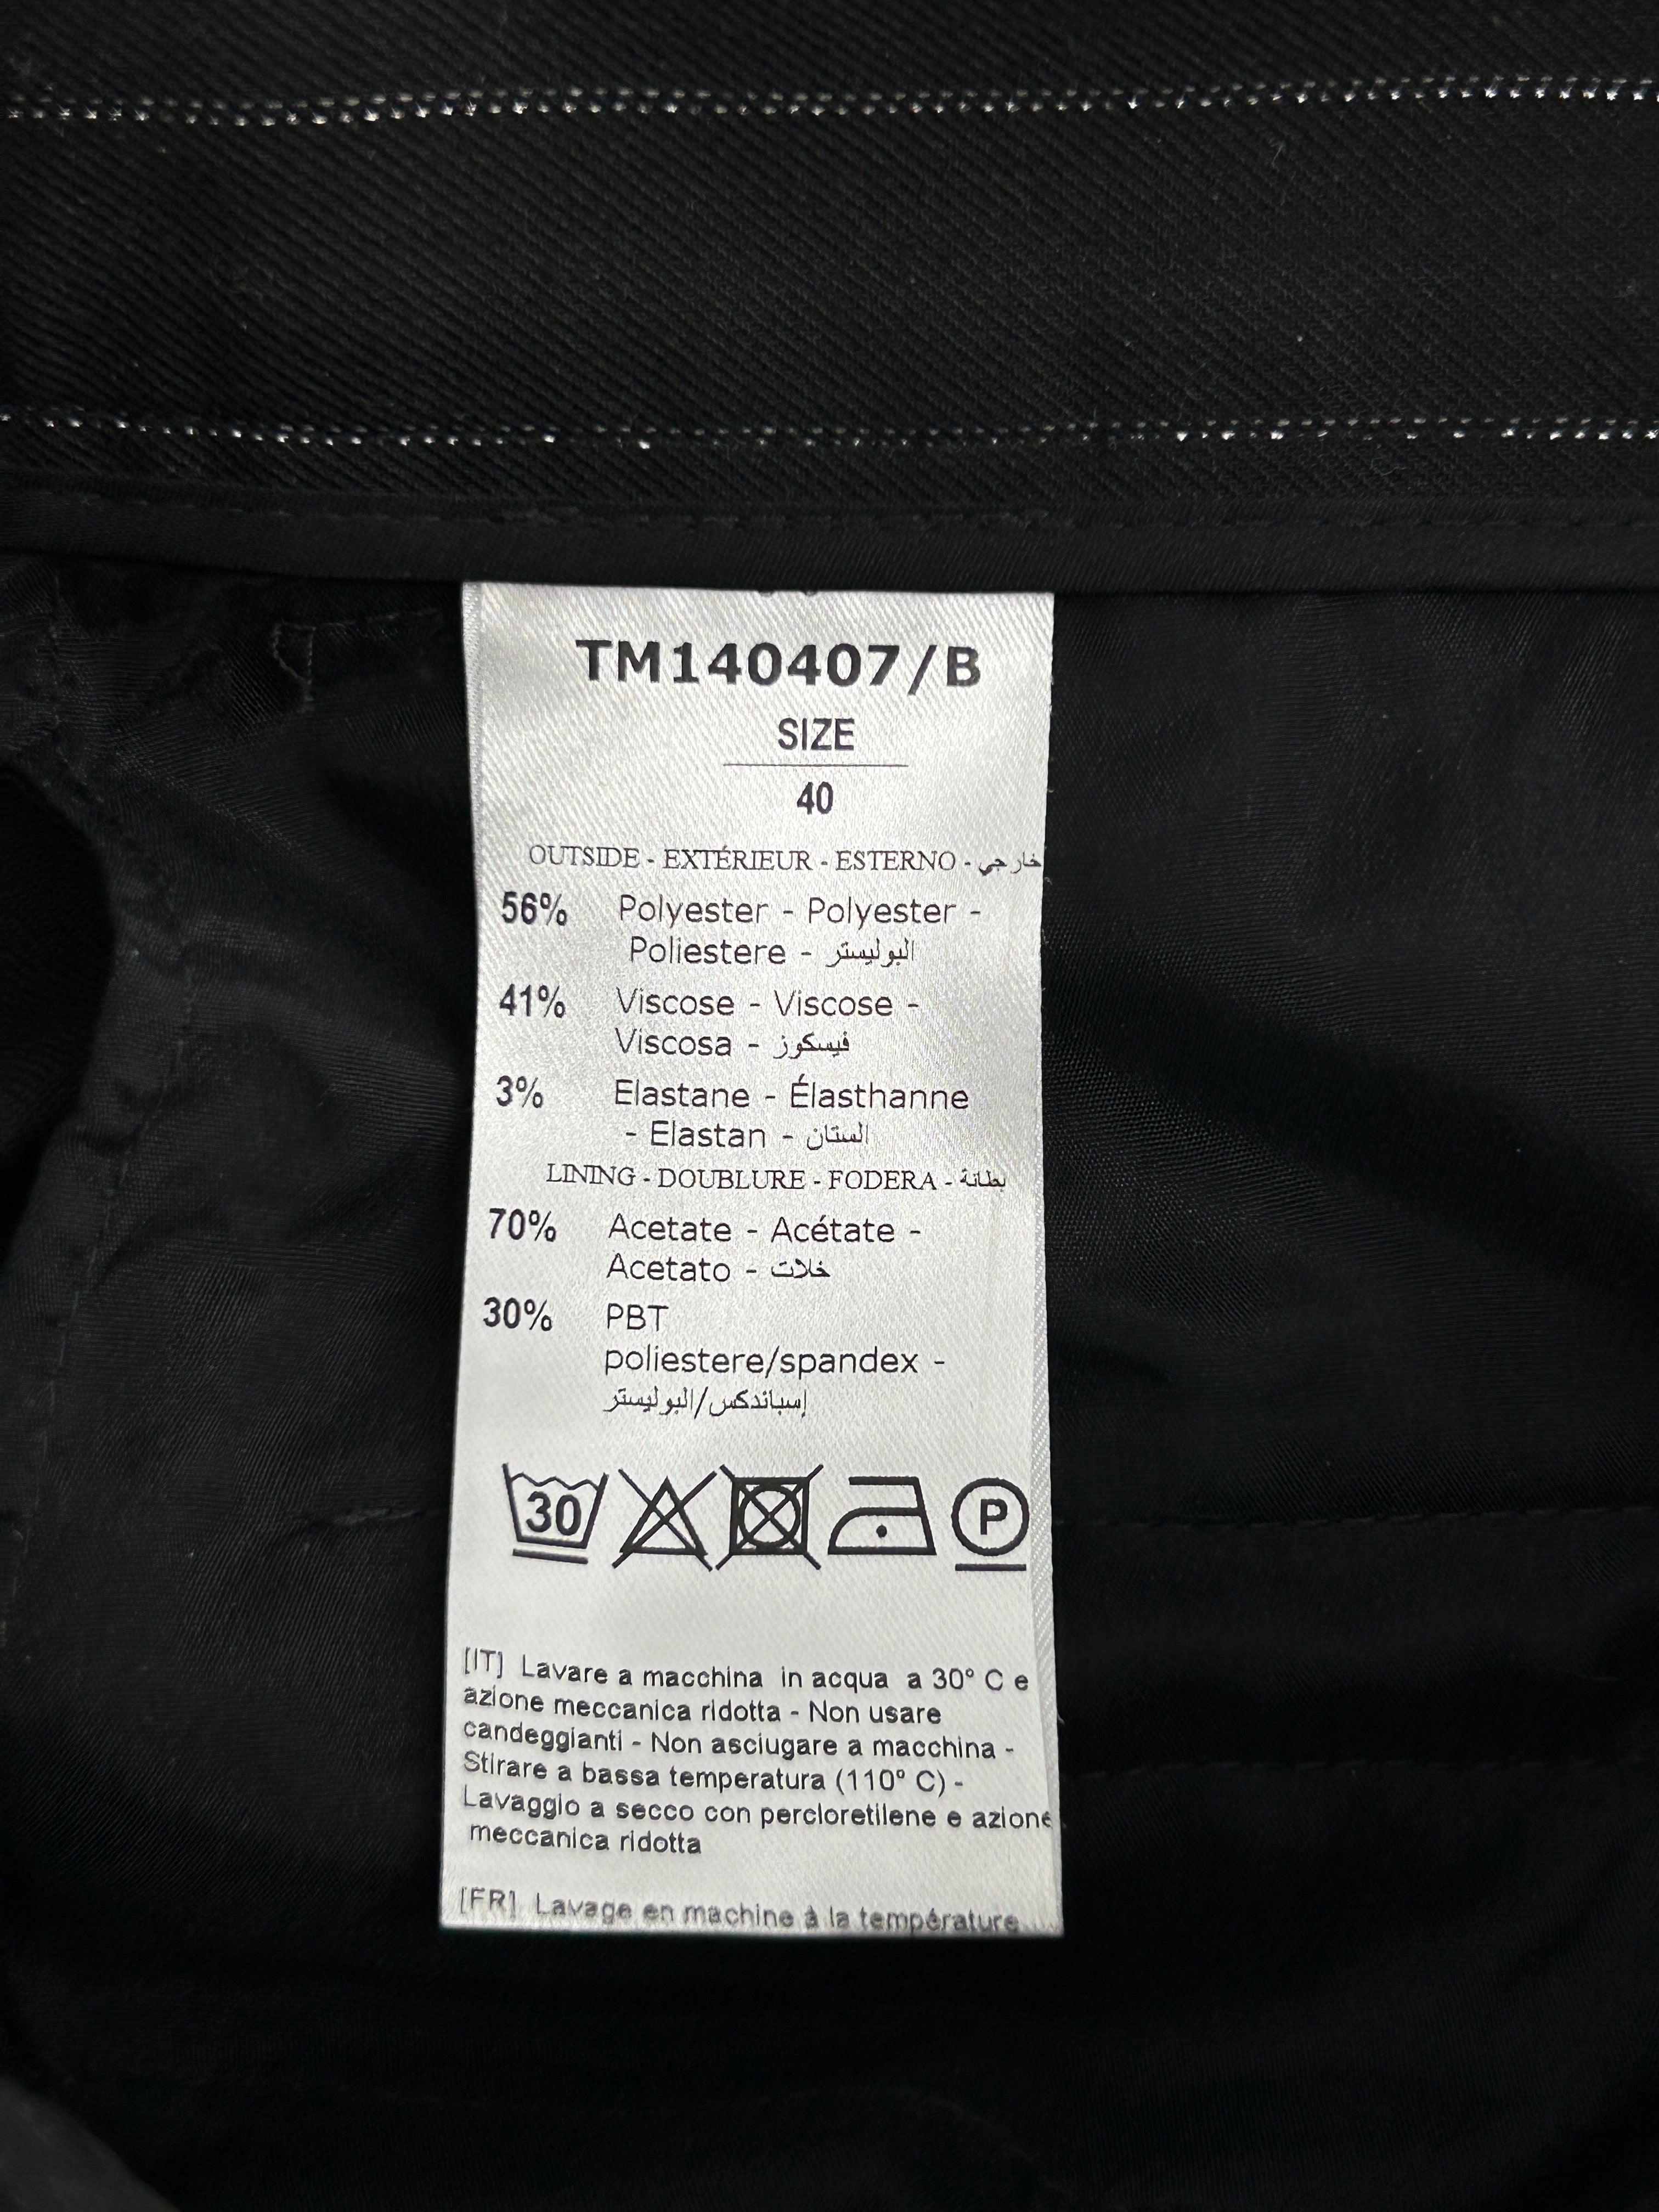 TM140407/B
SIZE
40
OUTSIDE - EXTÉRIEUR - ESTERNO - خارجي
56% Polyester - Polyester -
Poliestere - البوليستر
41% Viscose - Viscose -
Viscosa - فيسكوز
3% Elastane - Élasthanne
- Elastan - الستان
LINING - DOUBLURE - FODERA - بطانة
70% Acetate - Acétate -
Acetato - خلات
30% PBT
poliestere/spandex -
إسباندكس/البوليستر
30 P
[IT] Lavare a macchina in acqua a 30° C e
azione meccanica ridotta - Non usare
candeggianti - Non asciugare a macchina -
Stirare a bassa temperatura (110° C) -
Lavaggio a secco con percloretilene e azione
meccanica ridotta
[FR] Lavage en machine à la température